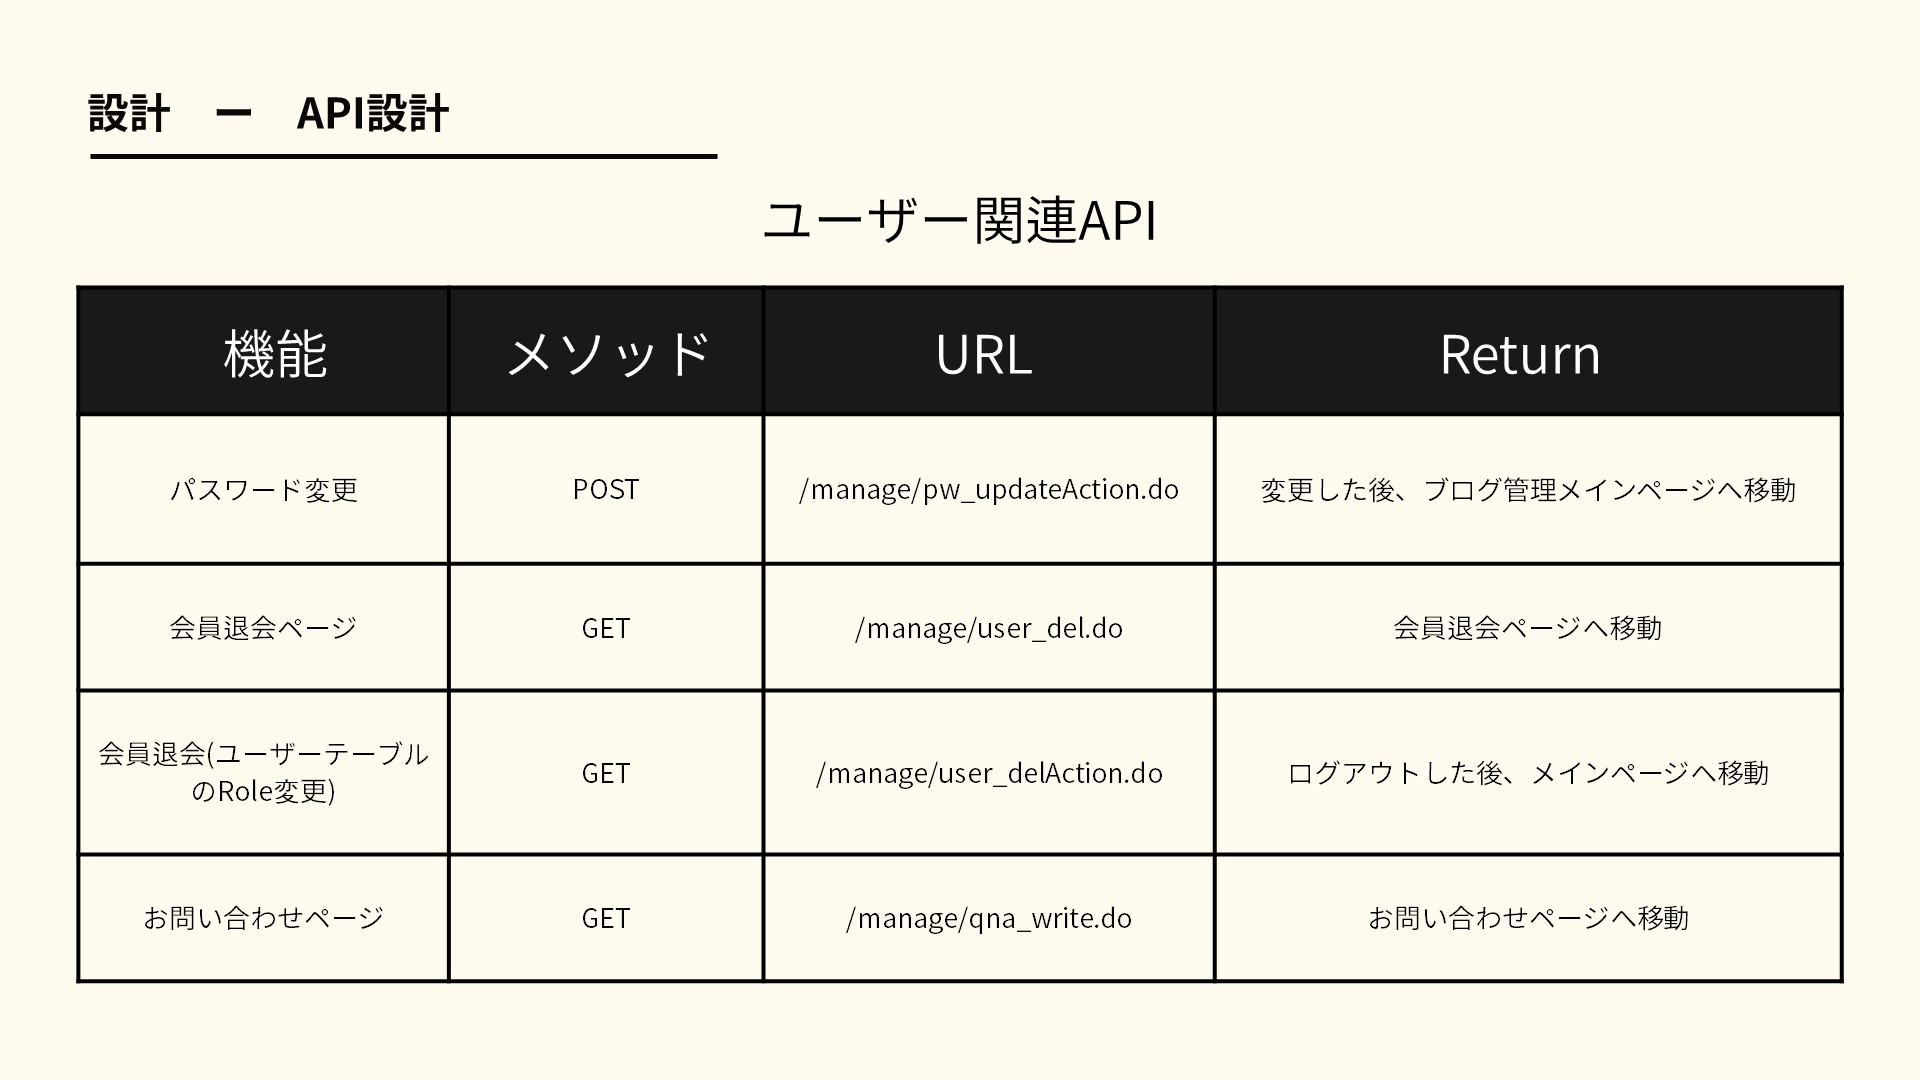 設計　ー　API設計
ユーザー関連API
機能 メソッド URL Return
パスワード変更 POST /manage/pw_updateAction.do 変更した後、ブログ管理メインページへ移動
会員退会ページ GET /manage/user_del.do 会員退会ページへ移動
会員退会(ユーザーテーブル
のRole変更) GET /manage/user_delAction.do ログアウトした後、メインページへ移動
お問い合わせページ GET /manage/qna_write.do お問い合わせページへ移動